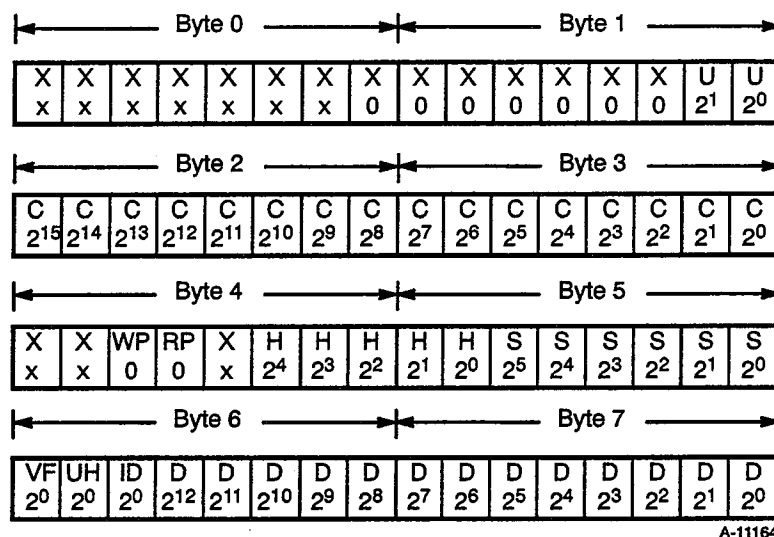 Byte 0 Byte 1
X X X X X X X X X X X X X X U U
x x x x x x x 0 0 0 0 0 0 0 2¹ 2⁰
Byte 2 Byte 3
C C C C C C C C C C C C C C C C
2¹⁵ 2¹⁴ 2¹³ 2¹² 2¹¹ 2¹⁰ 2⁹ 2⁸ 2⁷ 2⁶ 2⁵ 2⁴ 2³ 2² 2¹ 2⁰
Byte 4 Byte 5
X X WP RP X H H H H H S S S S S S
x x 0 0 x 2⁴ 2³ 2² 2¹ 2⁰ 2⁵ 2⁴ 2³ 2² 2¹ 2⁰
Byte 6 Byte 7
VF UH ID D D D D D D D D D D D D D
2⁰ 2⁰ 2⁰ 2¹² 2¹¹ 2¹⁰ 2⁹ 2⁸ 2⁷ 2⁶ 2⁵ 2⁴ 2³ 2² 2¹ 2⁰
A-11164